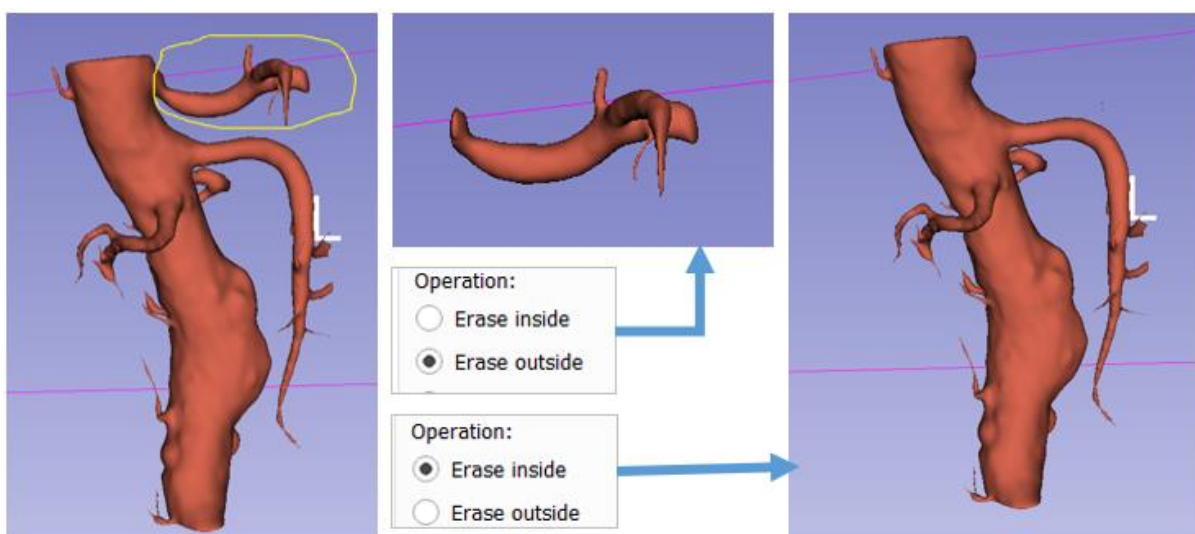 L
Operation:
Erase inside
Erase outside
Operation:
Erase inside
Erase outside
L